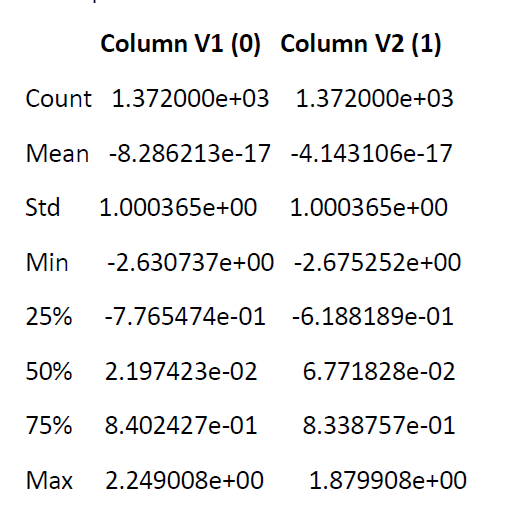 Column V1 (0) Column V2 (1)
Count 1.372000e+03 1.372000e+03
Mean -8.286213e-17 -4.143106e-17
Std 1.000365e+00 1.000365e+00
Min -2.630737e+00 -2.675252e+00
25% -7.765474e-01 -6.188189e-01
50% 2.197423e-02 6.771828e-02
75% 8.402427e-01 8.338757e-01
Max 2.249008e+00 1.879908e+00